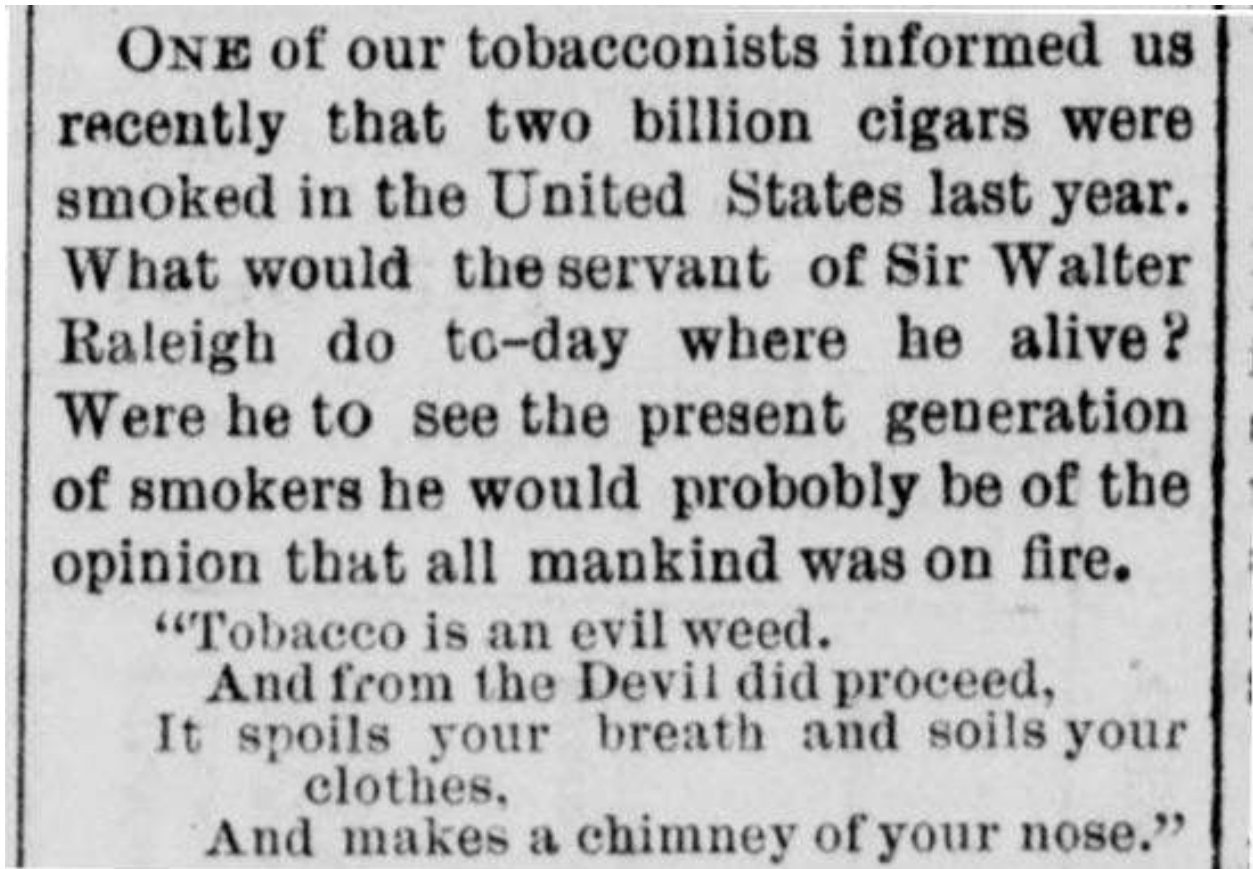 ONE of our tobacconists informed us
recently that two billion cigars were
smoked in the United States last year.
What would the servant of Sir Walter
Raleigh do to-day where he alive?
Were he to see the present generation
of smokers he would probobly be of the
opinion that all mankind was on fire.
"Tobacco is an evil weed.
And from the Devil did proceed,
It spoils your breath and soils your
clothes,
And makes a chimney of your nose."